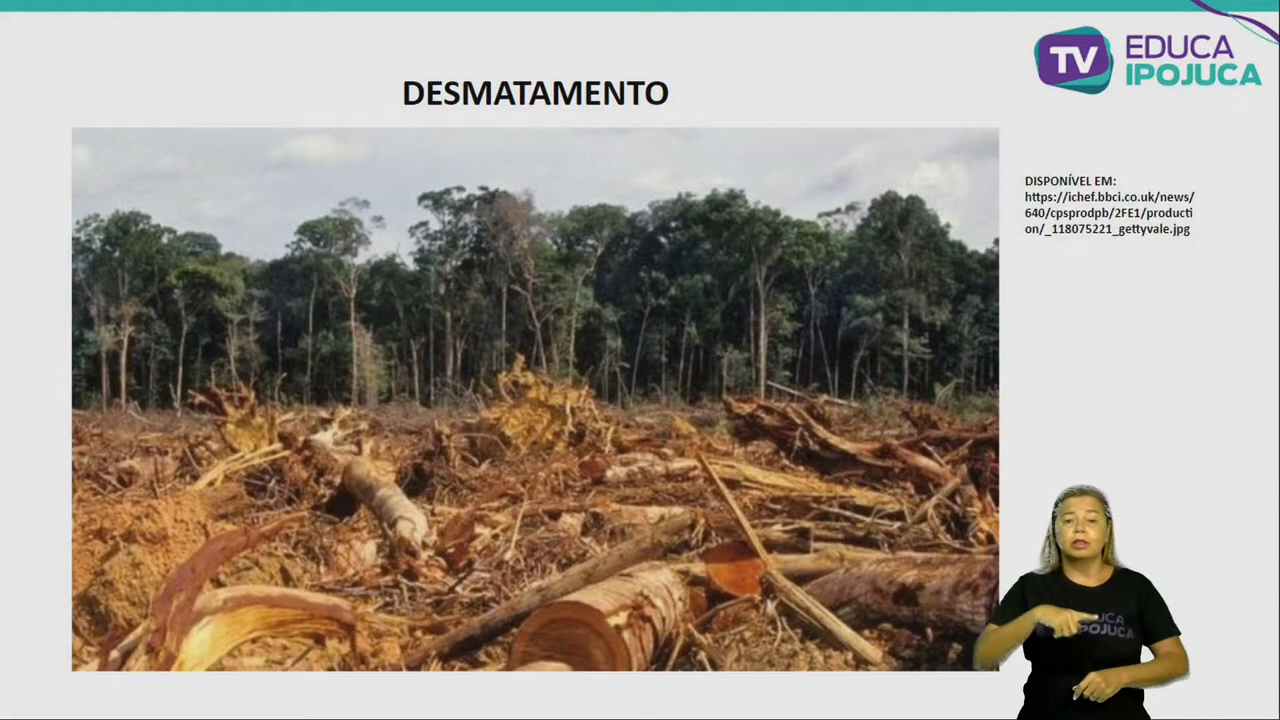 DESMATAMENTO
TV EDUCA
IPOJUCA
DISPONÍVEL EM:
https://ichef.bbci.co.uk/news/
640/cpsprodpb/2FE1/producti
on/_118075221_gettyvale.jpg
IPOJUCA